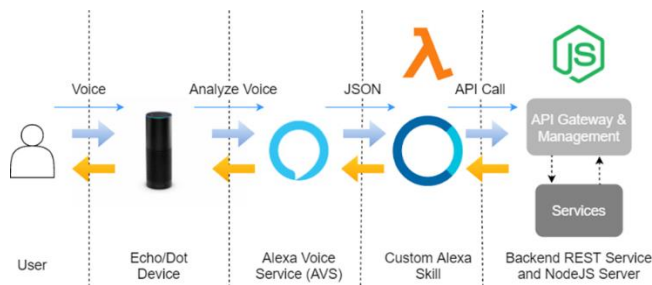 Voice
Analyze Voice
JSON
API Call
JS
API Gateway &
Management
Services
User
Echo/Dot
Device
Alexa Voice
Service (AVS)
Custom Alexa
Skill
Backend REST Service
and NodeJS Server